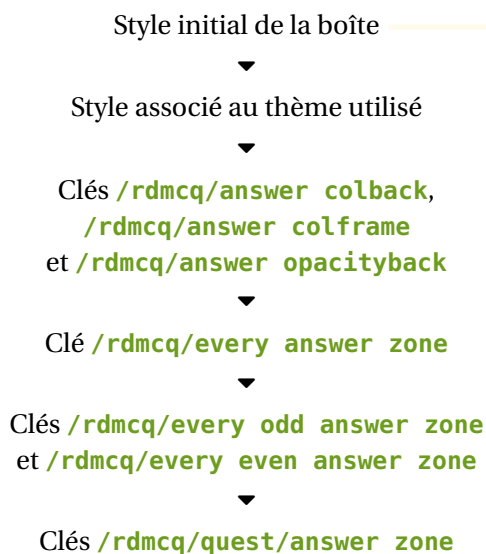 Style initial de la boîte
Style associé au thème utilisé
Clés /rdmcq/answer colback,
/rdmcq/answer colframe
et /rdmcq/answer opacityback
Clé /rdmcq/every answer zone
Clés /rdmcq/every odd answer zone
et /rdmcq/every even answer zone
Clés /rdmcq/quest/answer zone